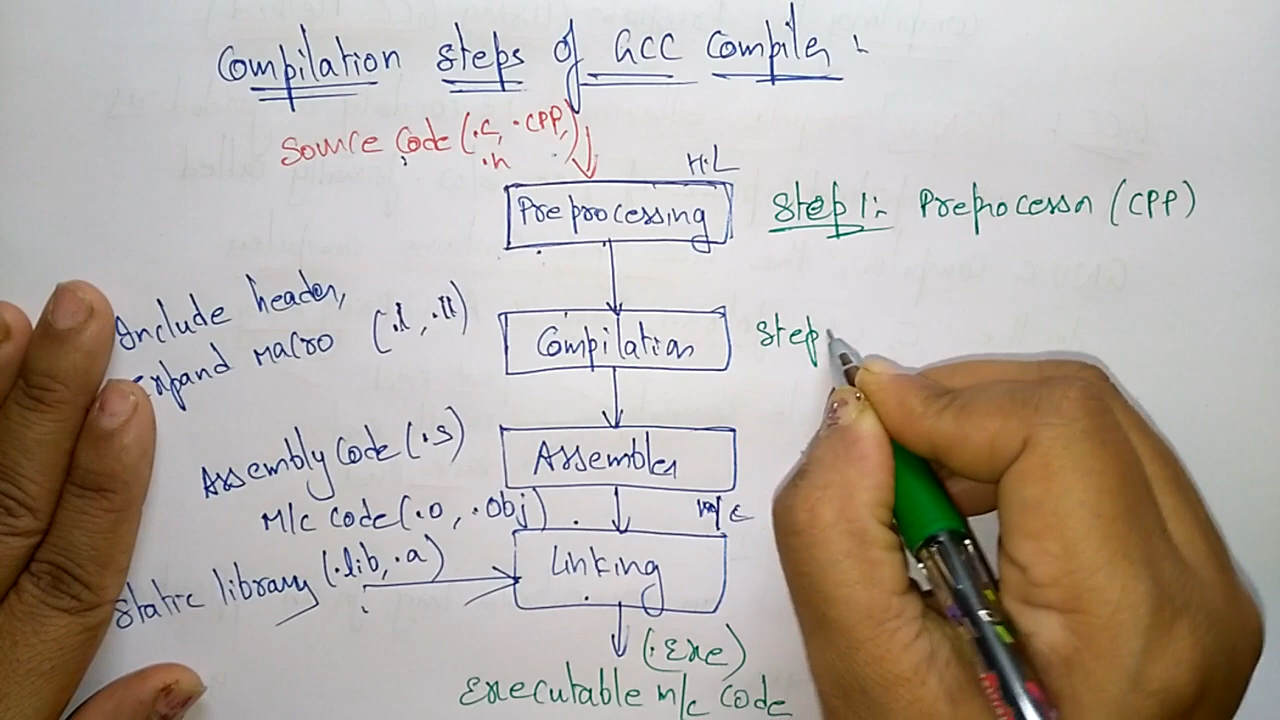 Compilation steps of GCC Compiler :
Source Code (.c, .cpp,
.h
H.L
Preprocessing
Step 1:- Preprocessor (CPP)
Include header,
Expand Macro (.i, .ii)
Compilation
Step
Assembly Code (.s)
Assembler
M/c code (.o, .obj)
M/c
Static library (.lib, .a)
Linking
(.exe)
Executable m/c code